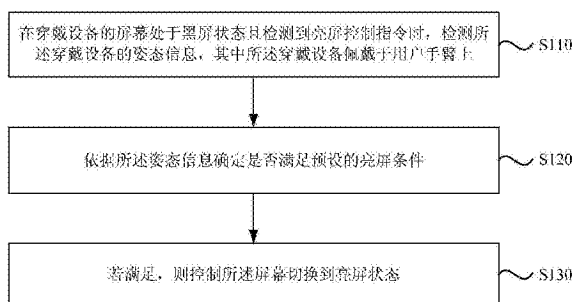 在穿戴设备的屏幕处于黑屏状态且检测到亮屏控制指令时，检测所
述穿戴设备的姿态信息，其中所述穿戴设备佩戴于用户手臂上
S110
依据所述姿态信息确定是否满足预设的亮屏条件
S120
若满足，则控制所述屏幕切换到亮屏状态
S130